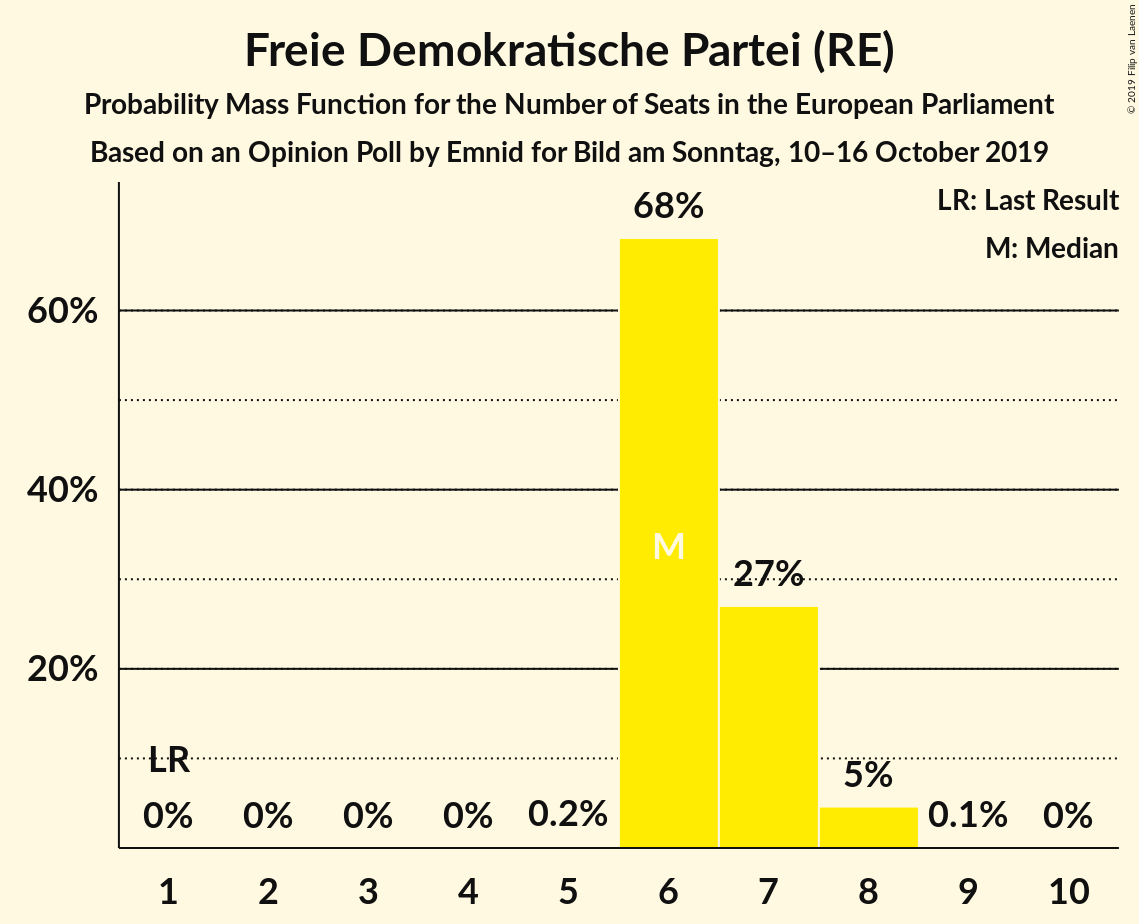 Freie Demokratische Partei (RE)
Probability Mass Function for the Number of Seats in the European Parliament
Based on an Opinion Poll by Emnid for Bild am Sonntag, 10–16 October 2019
© 2019 Filip van Laenen
LR: Last Result
M: Median
68%
60%
40%
M
27%
20%
LR
5%
0% 0% 0% 0% 0.2% 0.1% 0%
1 2 3 4 5 6 7 8 9 10